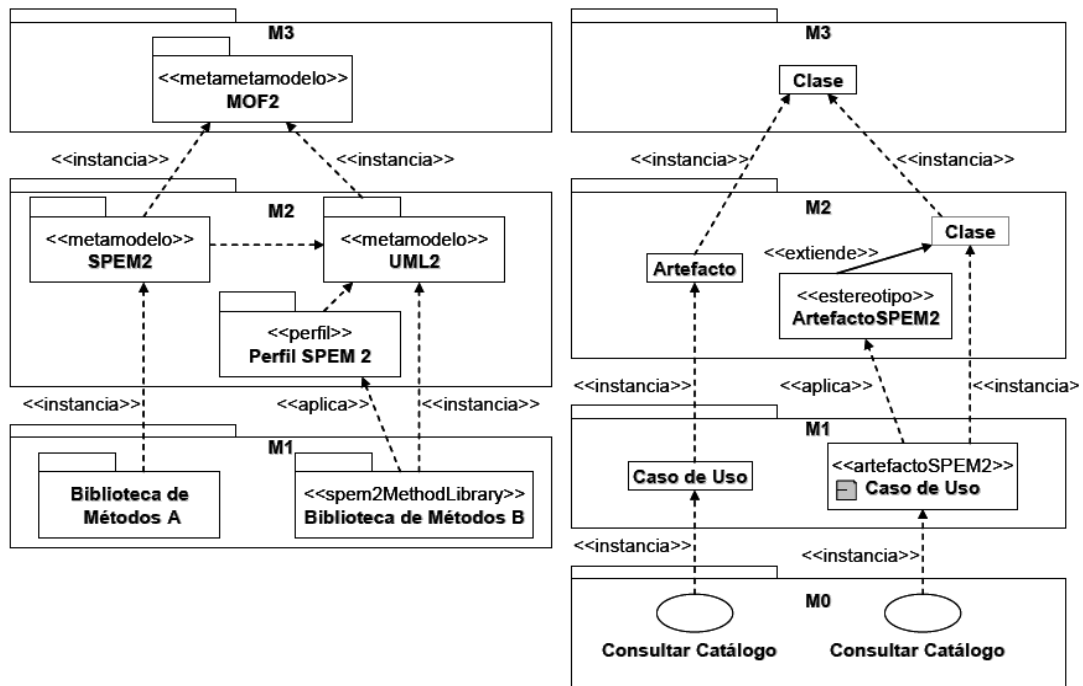 M3
<<metametamodelo>>
MOF2
<<instancia>>
<<instancia>>
M2
<<metamodelo>>
SPEM2
<<metamodelo>>
UML2
<<perfil>>
Perfil SPEM 2
<<instancia>>
<<aplica>>
<<instancia>>
M1
Biblioteca de
Métodos A
<<spem2MethodLibrary>>
Biblioteca de Métodos B
M3
Clase
<<instancia>>
<<instancia>>
M2
Clase
<<extiende>>
Artefacto
<<estereotipo>>
ArtefactoSPEM2
<<instancia>>
<<aplica>>
<<instancia>>
M1
Caso de Uso
<<artefactoSPEM2>>
Caso de Uso
<<instancia>>
<<instancia>>
M0
Consultar Catálogo
Consultar Catálogo